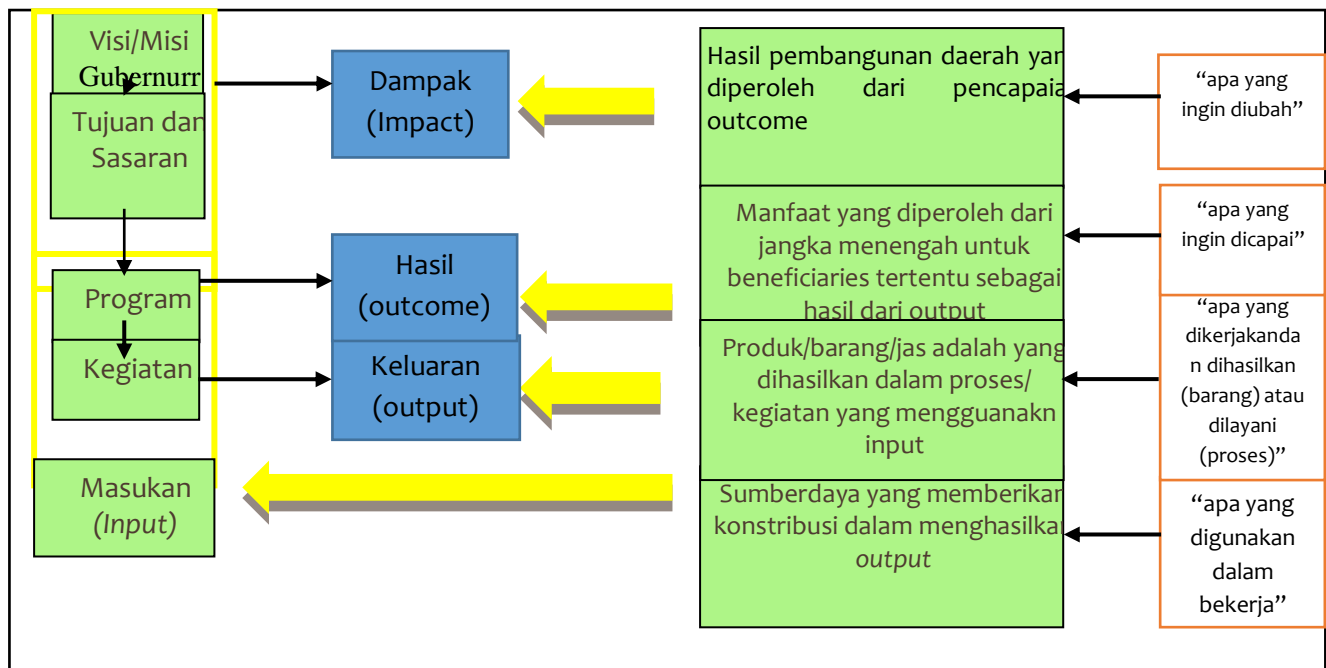 Visi/Misi
Gubernurr
Tujuan dan
Sasaran
Program
Kegiatan
Masukan
(Input)
Dampak
(Impact)
Hasil
(outcome)
Keluaran
(output)
Hasil pembangunan daerah yan
diperoleh dari pencapaia
outcome
Manfaat yang diperoleh dari
jangka menengah untuk
beneficiaries tertentu sebagai
hasil dari output
Produk/barang/jas adalah yang
dihasilkan dalam proses/
kegiatan yang mengguanakn
input
Sumberdaya yang memberikan
konstribusi dalam menghasilkan
output
“apa yang
ingin diubah”
“apa yang
ingin dicapai”
“apa yang
dikerjakanda
n dihasilkan
(barang) atau
dilayani
(proses)”
“apa yang
digunakan
dalam
bekerja”